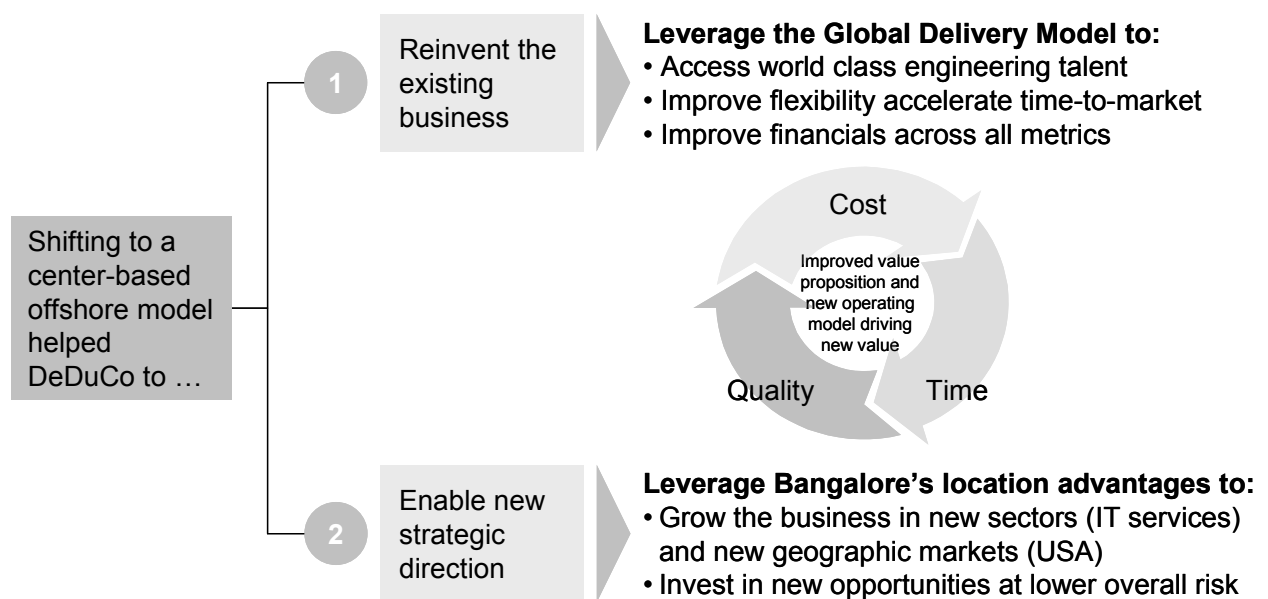 Shifting to a
center-based
offshore model
helped
DeDuCo to …
1
Reinvent the
existing
business
Leverage the Global Delivery Model to:
• Access world class engineering talent
• Improve flexibility accelerate time-to-market
• Improve financials across all metrics
Cost
Improved value
proposition and
new operating
model driving
new value
Quality
Time
2
Enable new
strategic
direction
Leverage Bangalore’s location advantages to:
• Grow the business in new sectors (IT services)
and new geographic markets (USA)
• Invest in new opportunities at lower overall risk